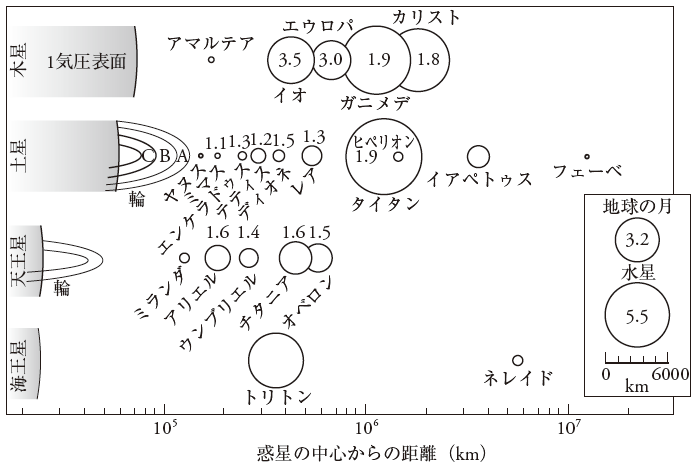 木星
1気圧表面
アマルテア
エウロパ
カリスト
3.5
3.0
1.9
1.8
イオ
ガニメデ
土星
C B A
輪
1.1 1.3 1.2 1.5 1.3
ヤヌス
ミマス
エンケラドゥス
テティス
ディオネ
レア
ヒペリオン
1.9
タイタン
イアペトゥス
フェーベ
天王星
輪
1.6 1.4 1.6 1.5
ミランダ
アリエル
ウンブリエル
チタニア
オベロン
海王星
トリトン
ネレイド
地球の月
3.2
水星
5.5
0 6000
km
10⁵ 10⁶ 10⁷
惑星の中心からの距離（km）